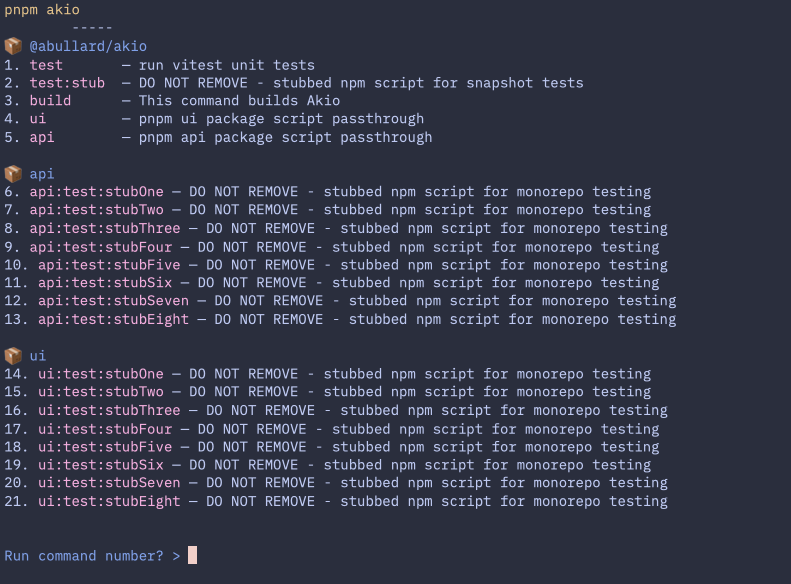 pnpm akio
-----
@abullard/akio
1. test — run vitest unit tests
2. test:stub — DO NOT REMOVE - stubbed npm script for snapshot tests
3. build — This command builds Akio
4. ui — pnpm ui package script passthrough
5. api — pnpm api package script passthrough
api
6. api:test:stubOne — DO NOT REMOVE - stubbed npm script for monorepo testing
7. api:test:stubTwo — DO NOT REMOVE - stubbed npm script for monorepo testing
8. api:test:stubThree — DO NOT REMOVE - stubbed npm script for monorepo testing
9. api:test:stubFour — DO NOT REMOVE - stubbed npm script for monorepo testing
10. api:test:stubFive — DO NOT REMOVE - stubbed npm script for monorepo testing
11. api:test:stubSix — DO NOT REMOVE - stubbed npm script for monorepo testing
12. api:test:stubSeven — DO NOT REMOVE - stubbed npm script for monorepo testing
13. api:test:stubEight — DO NOT REMOVE - stubbed npm script for monorepo testing
ui
14. ui:test:stubOne — DO NOT REMOVE - stubbed npm script for monorepo testing
15. ui:test:stubTwo — DO NOT REMOVE - stubbed npm script for monorepo testing
16. ui:test:stubThree — DO NOT REMOVE - stubbed npm script for monorepo testing
17. ui:test:stubFour — DO NOT REMOVE - stubbed npm script for monorepo testing
18. ui:test:stubFive — DO NOT REMOVE - stubbed npm script for monorepo testing
19. ui:test:stubSix — DO NOT REMOVE - stubbed npm script for monorepo testing
20. ui:test:stubSeven — DO NOT REMOVE - stubbed npm script for monorepo testing
21. ui:test:stubEight — DO NOT REMOVE - stubbed npm script for monorepo testing
Run command number? >